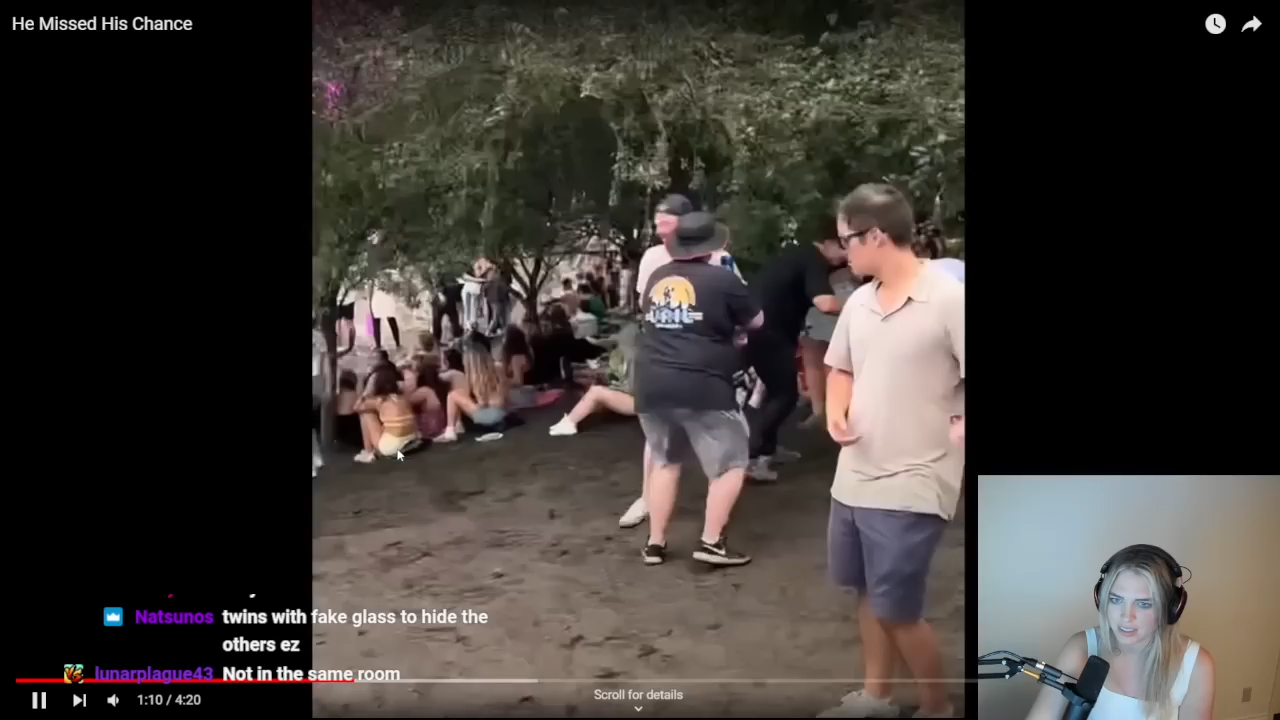 He Missed His Chance
Natsunos twins with fake glass to hide the
others ez
lunarplague43 Not in the same room
1:10 / 4:20
Scroll for details